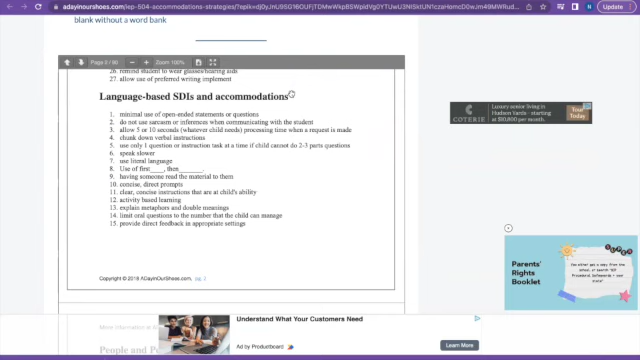 adayinourshoes.com/iep-504-accommodations-strategies/
Update
blank without a word bank
Page
Zoom 100%
26. remind student to wear glasses/hearing aids
27. allow use of preferred writing implement
Language-based SDIs and accommodations
1. minimal use of open-ended statements or questions
2. do not use sarcasm or inferences when communicating with the student
3. allow 5 or 10 seconds (whatever child needs) processing time when a request is made
4. chunk down verbal instructions
5. use only 1 question or instruction task at a time if child cannot do 2-3 parts questions
6. speak slower
7. use literal language
8. Use of first____, then _______.
9. having someone read the material to them
10. concise, direct prompts
11. clear, concise instructions that are at child's ability
12. activity based learning
13. explain metaphors and double meanings
14. limit oral questions to the number that the child can manage
15. provide direct feedback in appropriate settings
Copyright © 2019 ADayInOurShoes.com
COTERIE
Luxury senior living in
Hudson Yards - starting
at $10,800 per month.
Tour
Today
Parents'
Rights
Booklet
Understand What Your Customers Need
Ad by Productboard
Learn More